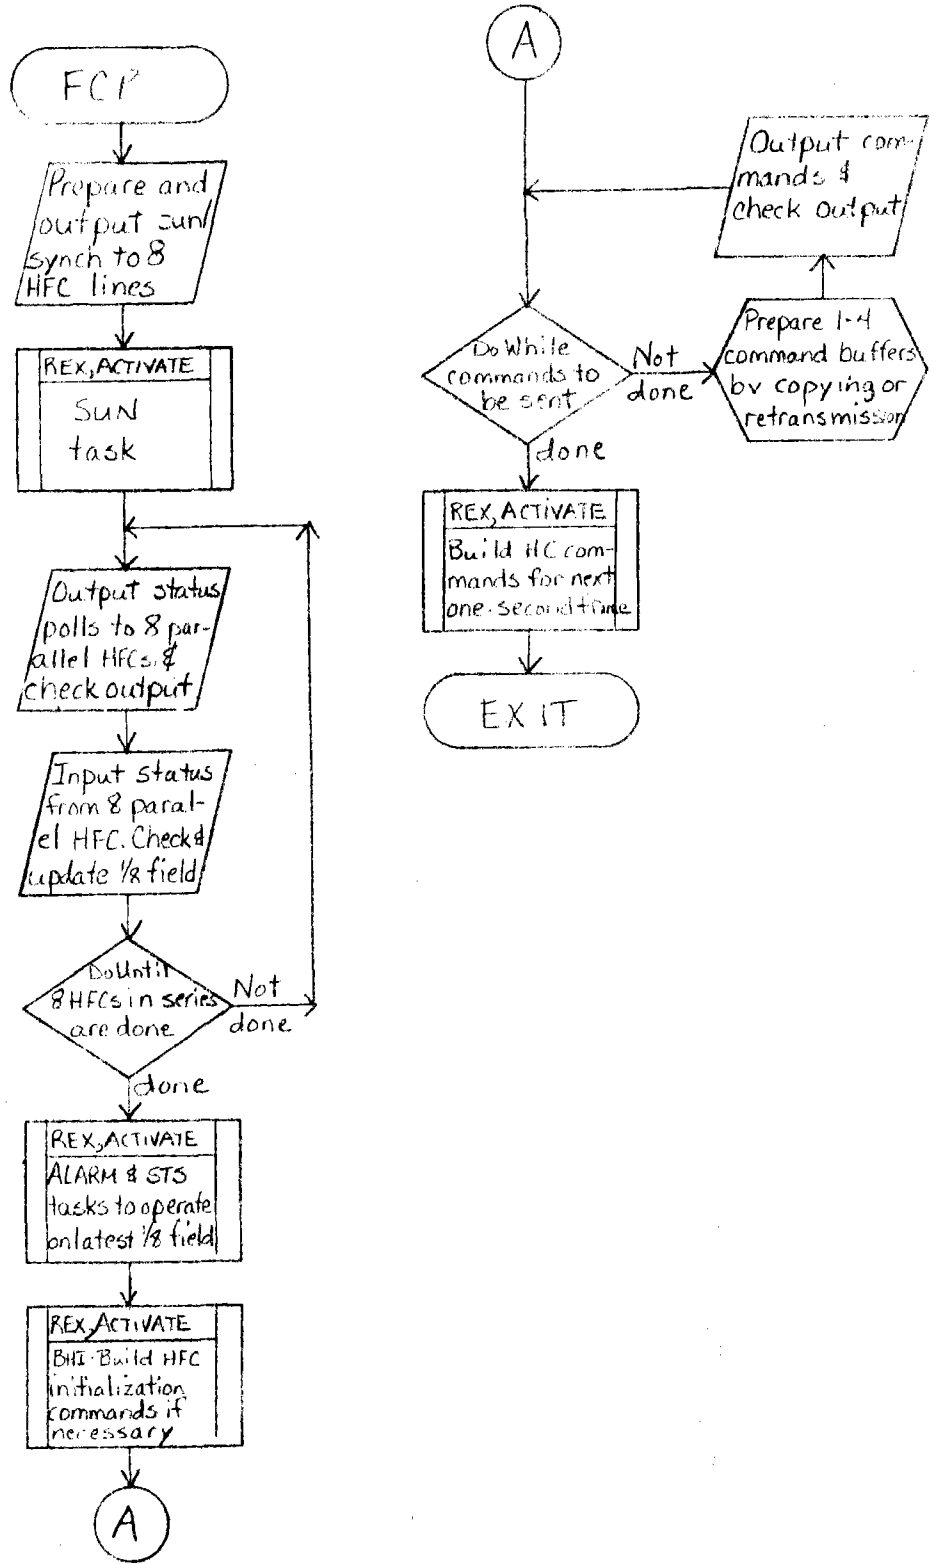 FCP
Prepare and
output sun/
synch to 8
HFC lines
REX, ACTIVATE
SUN
task
Output status
polls to 8 par-
allel HFCs &
check output
Input status
from 8 paral-
el HFC. Check &
update 1/8 field
Do Until
8 HFCs in series
are done
Not
done
done
REX, ACTIVATE
ALARM & STS
tasks to operate
on latest 1/8 field
REX, ACTIVATE
BHI-Build HFC
initialization
commands if
necessary
A
A
Output com-
mands &
check output
Do While
commands to
be sent
Not
done
Prepare 1-4
command buffers
by copying or
retransmission
done
REX, ACTIVATE
Build HC com-
mands for next
one-second frame
EXIT